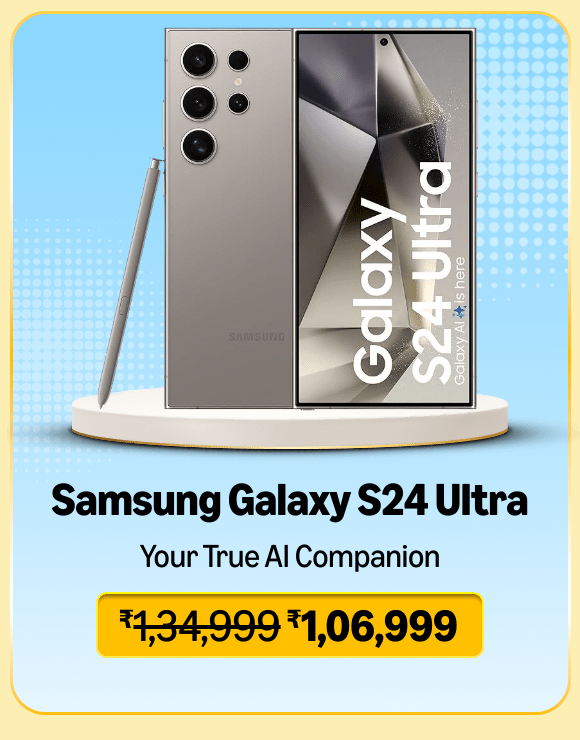 SAMSUNG
Galaxy
S24 Ultra
Galaxy AI is here
Samsung Galaxy S24 Ultra
Your True AI Companion
₹1,34,999 ₹1,06,999